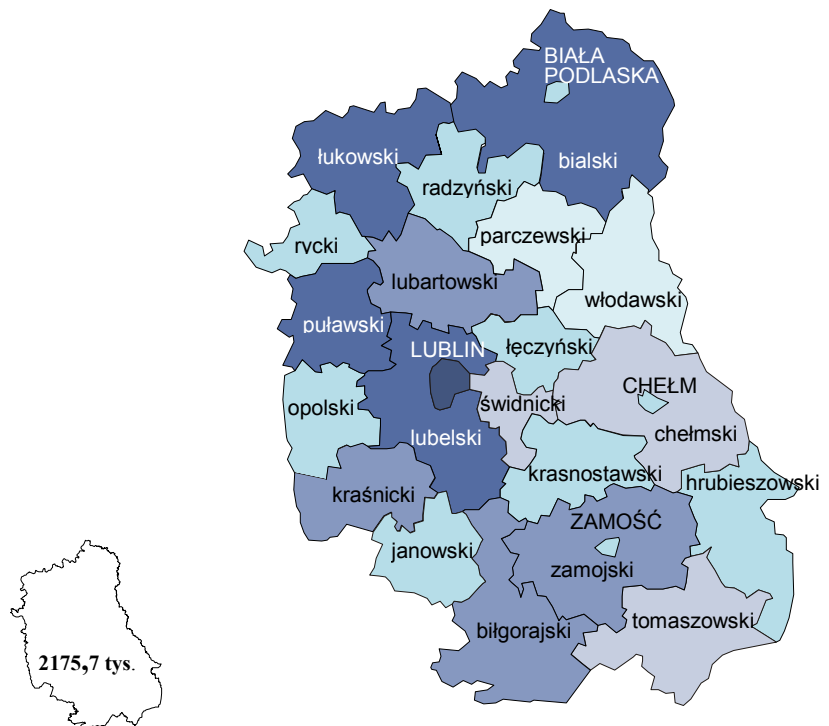 BIAŁA
PODLASKA
łukowski
bialski
radzyński
parczewski
rycki
lubartowski
włodawski
puławski
LUBLIN
łęczyński
CHEŁM
opolski
świdnicki
lubelski
chełmski
krasnostawski
hrubieszowski
kraśnicki
ZAMOŚĆ
janowski
zamojski
biłgorajski
tomaszowski
2175,7 tys.